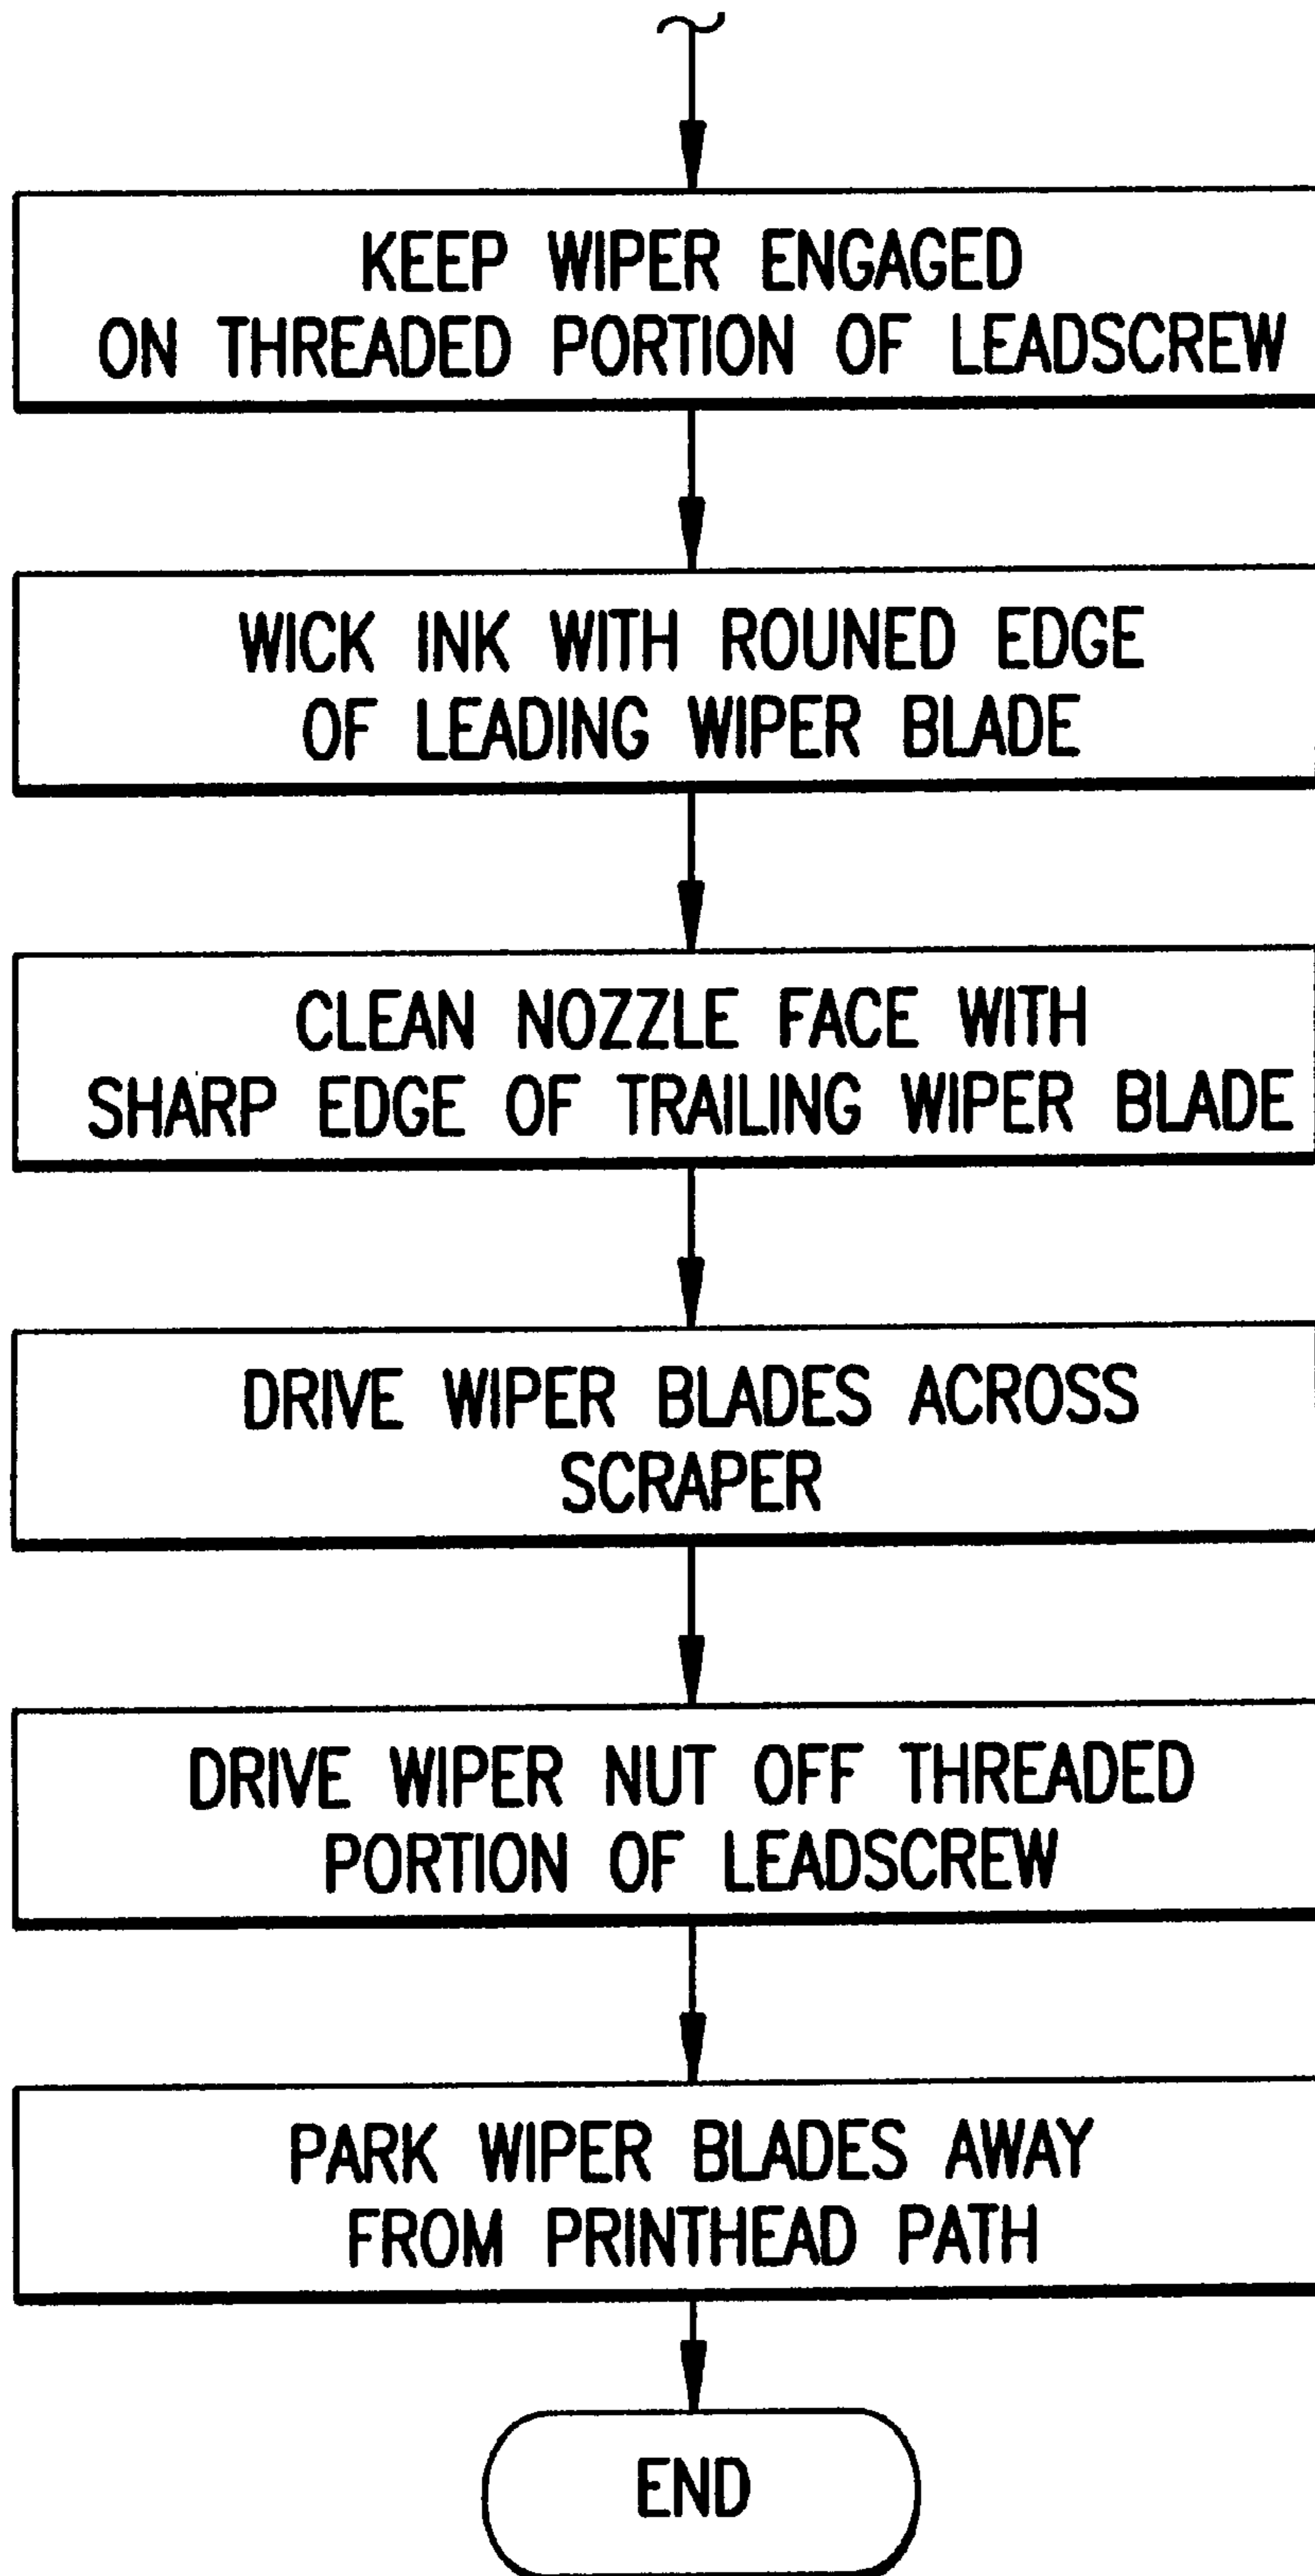 KEEP WIPER ENGAGED
ON THREADED PORTION OF LEADSCREW
WICK INK WITH ROUNED EDGE
OF LEADING WIPER BLADE
CLEAN NOZZLE FACE WITH
SHARP EDGE OF TRAILING WIPER BLADE
DRIVE WIPER BLADES ACROSS
SCRAPER
DRIVE WIPER NUT OFF THREADED
PORTION OF LEADSCREW
PARK WIPER BLADES AWAY
FROM PRINTHEAD PATH
END